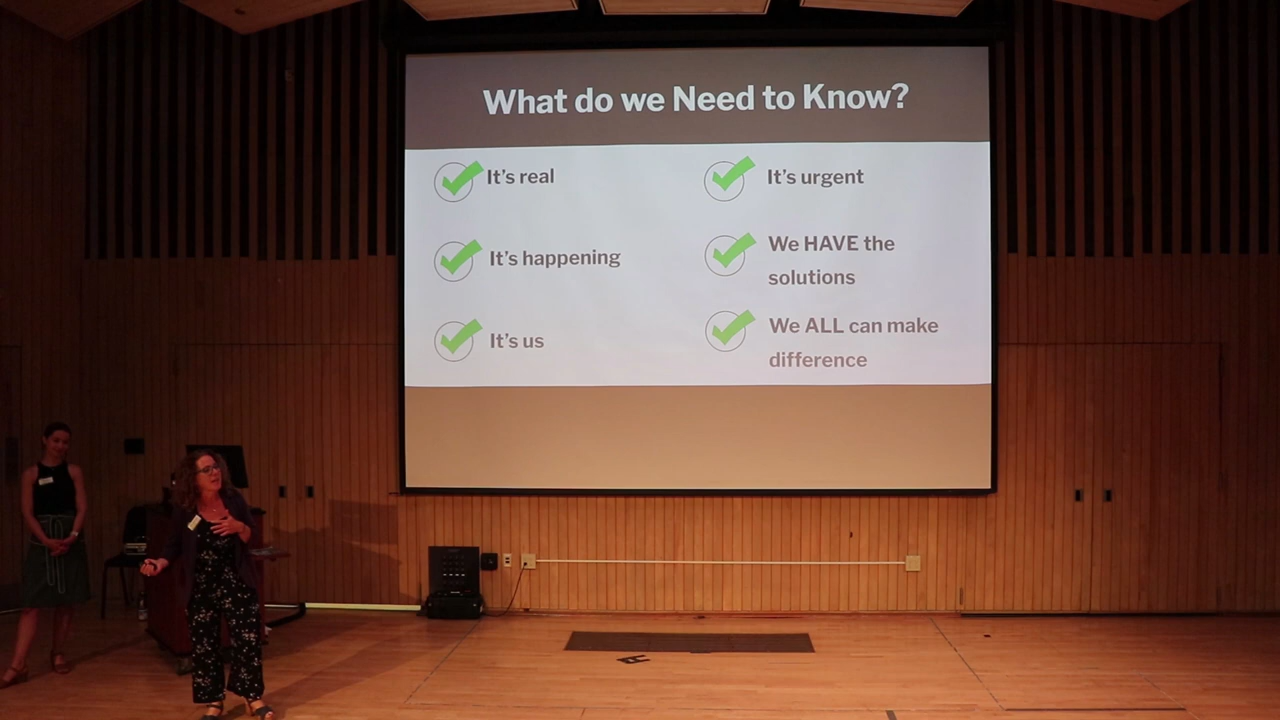 What do we Need to Know?
It's real
It's happening
It's us
It's urgent
We HAVE the
solutions
We ALL can make
difference